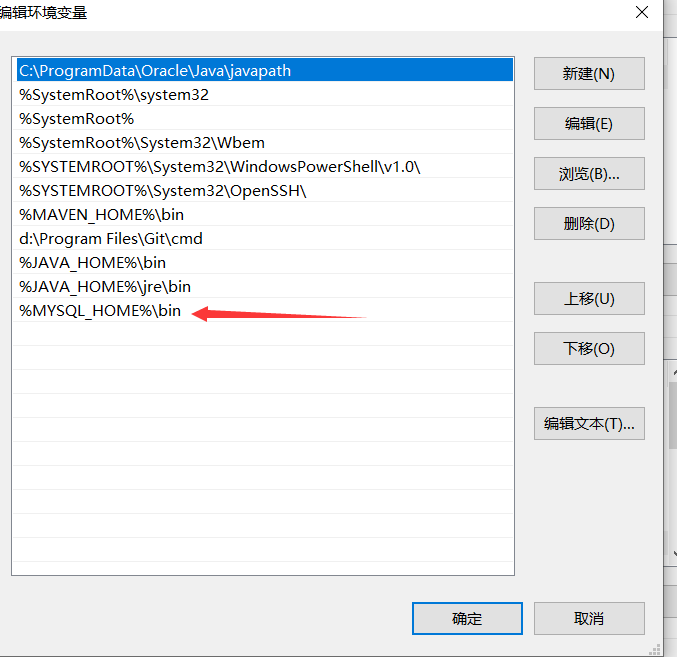 编辑环境变量
C:\ProgramData\Oracle\Java\javapath
%SystemRoot%\system32
%SystemRoot%
%SystemRoot%\System32\Wbem
%SYSTEMROOT%\System32\WindowsPowerShell\v1.0\
%SYSTEMROOT%\System32\OpenSSH\
%MAVEN_HOME%\bin
d:\Program Files\Git\cmd
%JAVA_HOME%\bin
%JAVA_HOME%\jre\bin
%MYSQL_HOME%\bin
新建(N)
编辑(E)
浏览(B)...
删除(D)
上移(U)
下移(O)
编辑文本(T)...
确定
取消